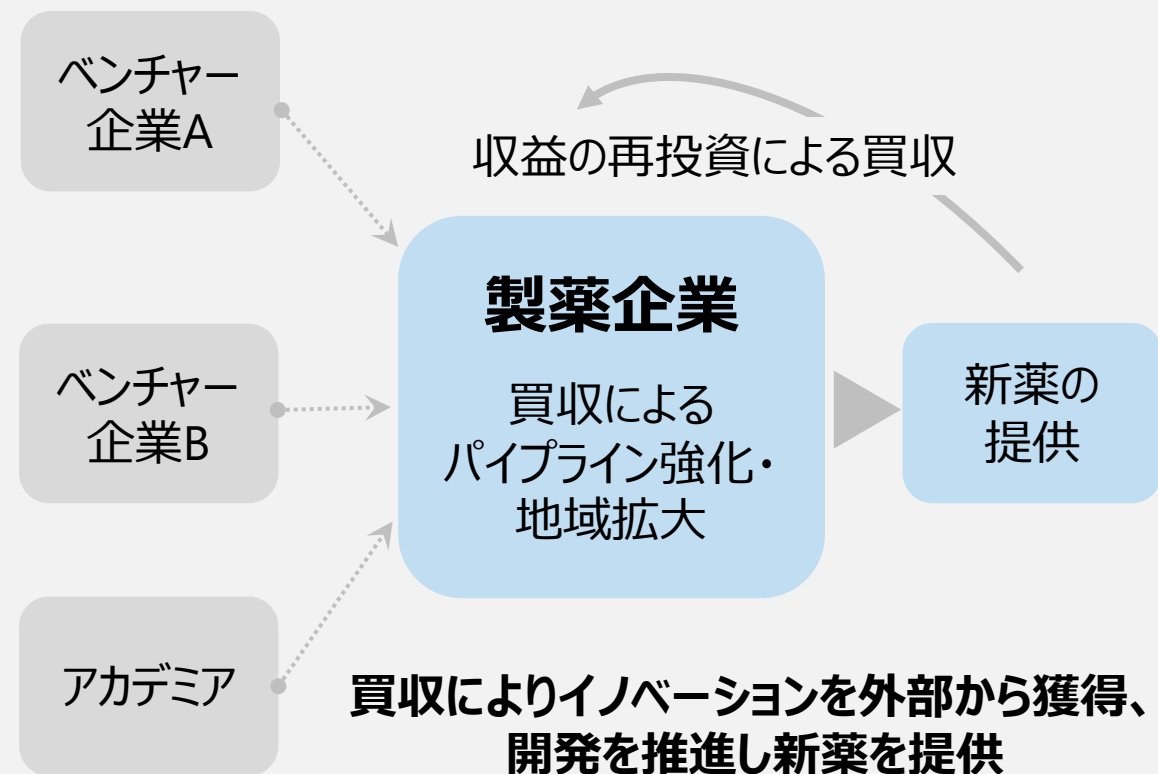 ベンチャー
企業A
収益の再投資による買収
製薬企業
買収による
パイプライン強化・
地域拡大
ベンチャー
企業B
新薬の
提供
アカデミア
買収によりイノベーションを外部から獲得、
開発を推進し新薬を提供